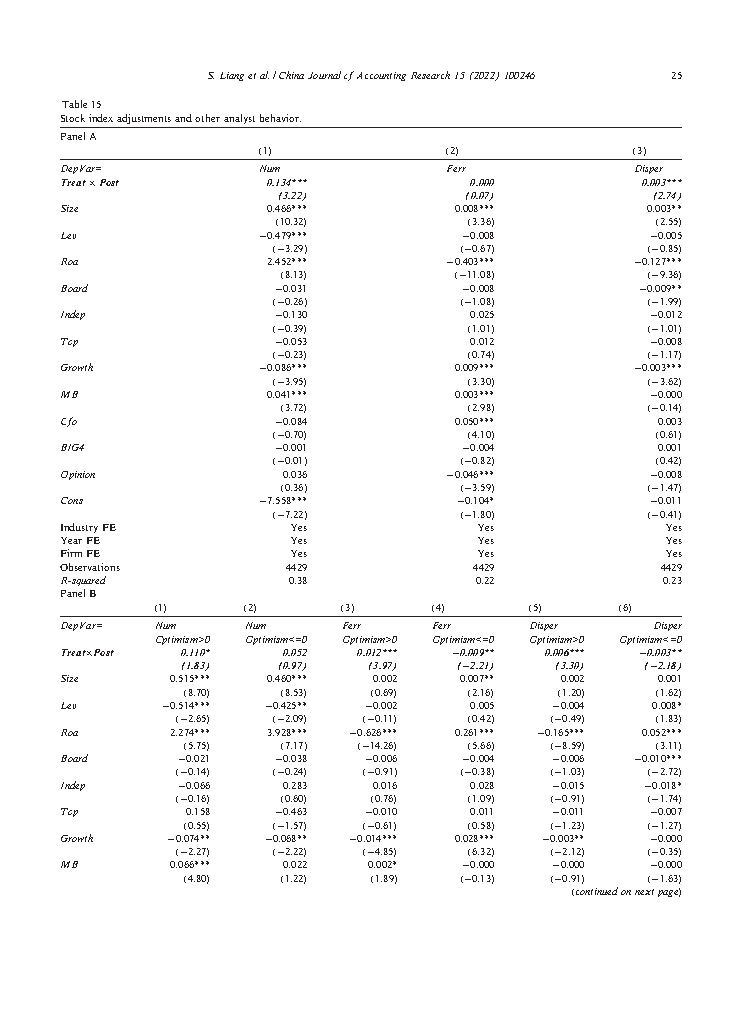 S. Liang et al. / China Journal of Accounting Research 15 (2022) 100246 25
Table 15
Stock index adjustments and other analyst behavior.
Panel A
(1) (2) (3)
DepVar= Num Ferr Disper
Treat × Post 0.134*** 0.000 0.003***
(3.22) (0.07) (2.74)
Size 0.466*** 0.008*** 0.003**
(10.32) (3.36) (2.55)
Lev −0.479*** −0.008 −0.005
(−3.29) (−0.67) (−0.85)
Roa 2.452*** −0.403*** −0.127***
(8.13) (−11.08) (−9.36)
Board −0.031 −0.008 −0.009**
(−0.26) (−1.08) (−1.99)
Indep −0.130 0.025 −0.012
(−0.39) (1.01) (−1.01)
Top −0.053 0.012 −0.008
(−0.23) (0.74) (−1.17)
Growth −0.086*** 0.009*** −0.003***
(−3.95) (3.30) (−3.62)
MB 0.041*** 0.003*** −0.000
(3.72) (2.98) (−0.14)
Cfo −0.084 0.050*** 0.003
(−0.70) (4.10) (0.61)
BIG4 −0.001 −0.004 0.001
(−0.01) (−0.82) (0.42)
Opinion 0.036 −0.046*** −0.008
(0.36) (−3.59) (−1.47)
Cons −7.558*** −0.104* −0.011
(−7.22) (−1.80) (−0.41)
Industry FE Yes Yes Yes
Year FE Yes Yes Yes
Firm FE Yes Yes Yes
Observations 4429 4429 4429
R-squared 0.38 0.22 0.23
Panel B
(1) (2) (3) (4) (5) (6)
DepVar= Num Num Ferr Ferr Disper Disper
Optimism>0 Optimism<=0 Optimism>0 Optimism<=0 Optimism>0 Optimism<=0
Treat×Post 0.110* 0.052 0.012*** −0.009** 0.006*** −0.003**
(1.83) (0.97) (3.97) (−2.21) (3.30) (−2.18)
Size 0.515*** 0.460*** 0.002 0.007** 0.002 0.001
(8.70) (8.53) (0.69) (2.16) (1.20) (1.62)
Lev −0.514*** −0.425** −0.002 0.005 −0.004 0.008*
(−2.65) (−2.09) (−0.11) (0.42) (−0.49) (1.83)
Roa 2.274*** 3.928*** −0.626*** 0.261*** −0.165*** 0.052***
(5.75) (7.17) (−14.26) (5.66) (−8.59) (3.11)
Board −0.021 −0.038 −0.006 −0.004 −0.006 −0.010***
(−0.14) (−0.24) (−0.91) (−0.38) (−1.03) (−2.72)
Indep −0.066 0.283 0.016 0.028 −0.015 −0.018*
(−0.16) (0.60) (0.76) (1.09) (−0.91) (−1.74)
Top 0.158 −0.463 −0.010 0.011 −0.011 −0.007
(0.55) (−1.57) (−0.61) (0.58) (−1.23) (−1.27)
Growth −0.074** −0.068** −0.014*** 0.028*** −0.003** −0.000
(−2.27) (−2.22) (−4.85) (6.32) (−2.12) (−0.35)
MB 0.066*** 0.022 0.002* −0.000 −0.000 −0.000
(4.80) (1.22) (1.89) (−0.13) (−0.91) (−1.63)
(continued on next page)